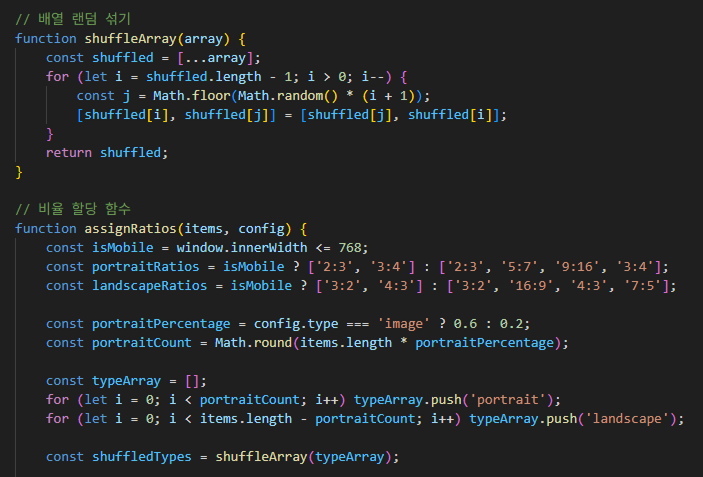 // 배열 랜덤 섞기
function shuffleArray(array) {
    const shuffled = [...array];
    for (let i = shuffled.length - 1; i > 0; i--) {
        const j = Math.floor(Math.random() * (i + 1));
        [shuffled[i], shuffled[j]] = [shuffled[j], shuffled[i]];
    }
    return shuffled;
}

// 비율 할당 함수
function assignRatios(items, config) {
    const isMobile = window.innerWidth <= 768;
    const portraitRatios = isMobile ? ['2:3', '3:4'] : ['2:3', '5:7', '9:16', '3:4'];
    const landscapeRatios = isMobile ? ['3:2', '4:3'] : ['3:2', '16:9', '4:3', '7:5'];

    const portraitPercentage = config.type === 'image' ? 0.6 : 0.2;
    const portraitCount = Math.round(items.length * portraitPercentage);

    const typeArray = [];
    for (let i = 0; i < portraitCount; i++) typeArray.push('portrait');
    for (let i = 0; i < items.length - portraitCount; i++) typeArray.push('landscape');

    const shuffledTypes = shuffleArray(typeArray);